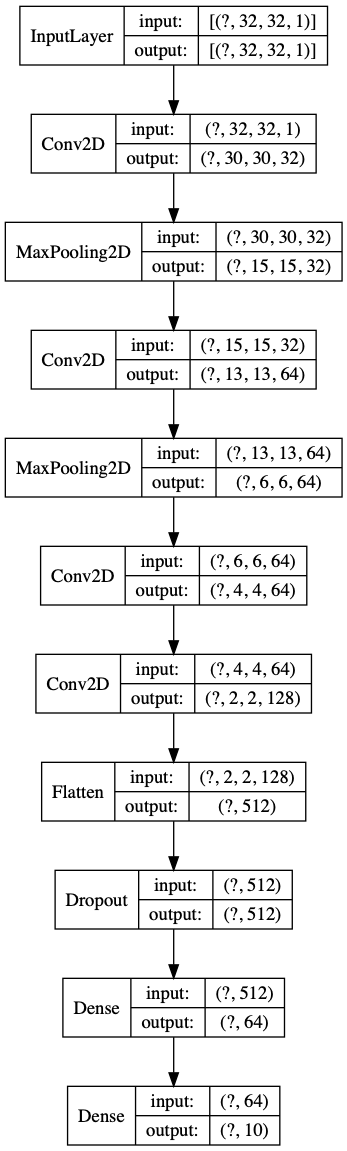 InputLayer
input: [(?, 32, 32, 1)]
output: [(?, 32, 32, 1)]
Conv2D
input: (?, 32, 32, 1)
output: (?, 30, 30, 32)
MaxPooling2D
input: (?, 30, 30, 32)
output: (?, 15, 15, 32)
Conv2D
input: (?, 15, 15, 32)
output: (?, 13, 13, 64)
MaxPooling2D
input: (?, 13, 13, 64)
output: (?, 6, 6, 64)
Conv2D
input: (?, 6, 6, 64)
output: (?, 4, 4, 64)
Conv2D
input: (?, 4, 4, 64)
output: (?, 2, 2, 128)
Flatten
input: (?, 2, 2, 128)
output: (?, 512)
Dropout
input: (?, 512)
output: (?, 512)
Dense
input: (?, 512)
output: (?, 64)
Dense
input: (?, 64)
output: (?, 10)